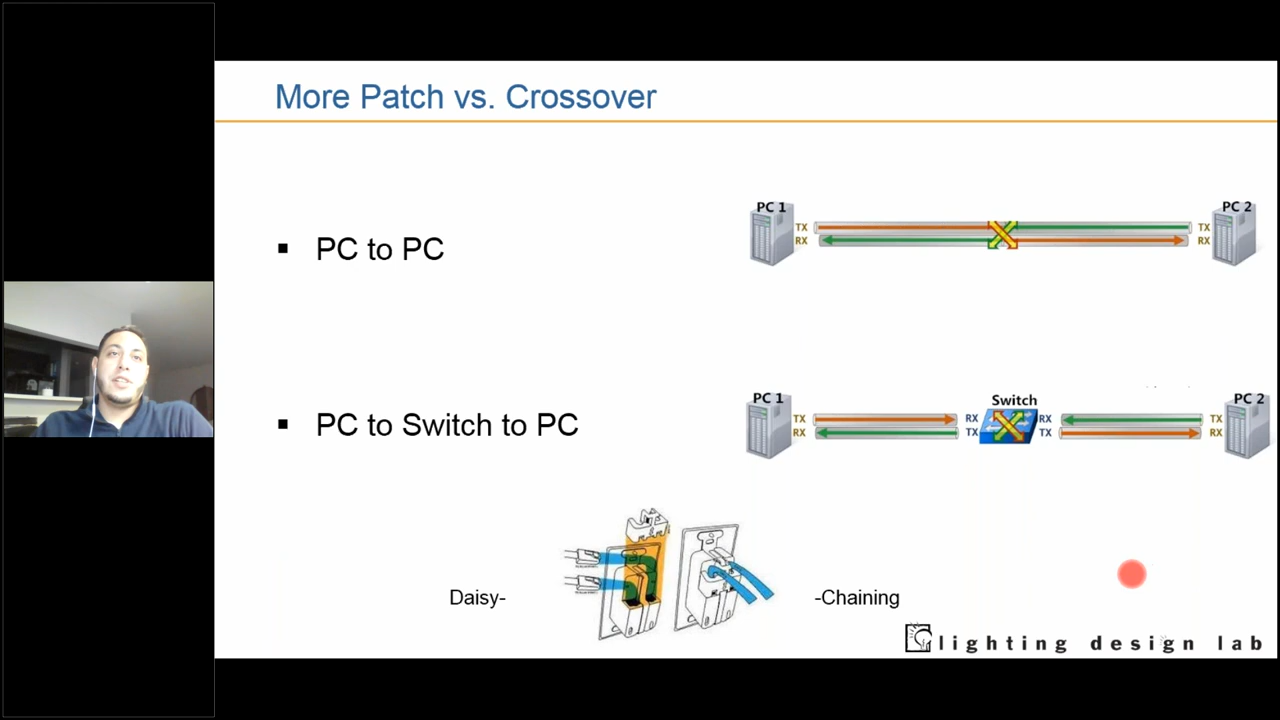 More Patch vs. Crossover
PC to PC
PC 1
PC 2
TX
TX
RX
RX
PC to Switch to PC
PC 1
Switch
PC 2
TX
RX
RX
TX
RX
TX
TX
RX
Daisy-
-Chaining
lighting design lab